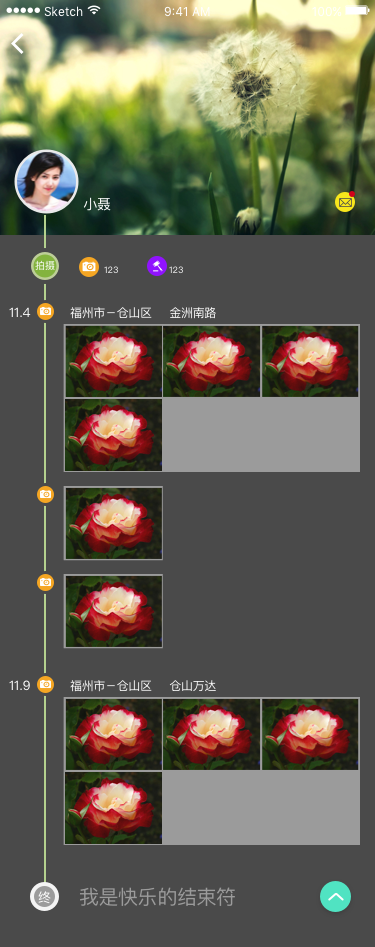 Sketch 9:41 AM
小聂
拍摄 123 123
11.4 福州市－仓山区 金洲南路
11.9 福州市－仓山区 仓山万达
终 我是快乐的结束符